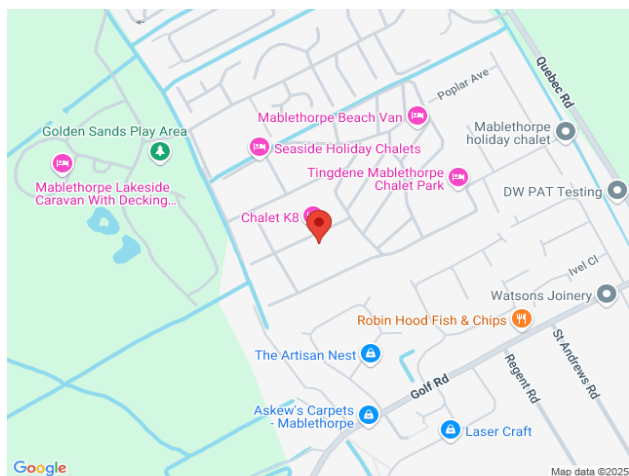 Poplar Ave
Quebec Rd
Mablethorpe Beach Van
Golden Sands Play Area
Mablethorpe
holiday chalet
Seaside Holiday Chalets
Tingdene Mablethorpe
Chalet Park
Mablethorpe Lakeside
Caravan With Decking...
DW PAT Testing
Chalet K8
Ivel Cl
Watsons Joinery
Robin Hood Fish & Chips
St Andrews Rd
The Artisan Nest
Regent Rd
Golf Rd
Askew's Carpets
- Mablethorpe
Laser Craft
Google
Map data ©2025